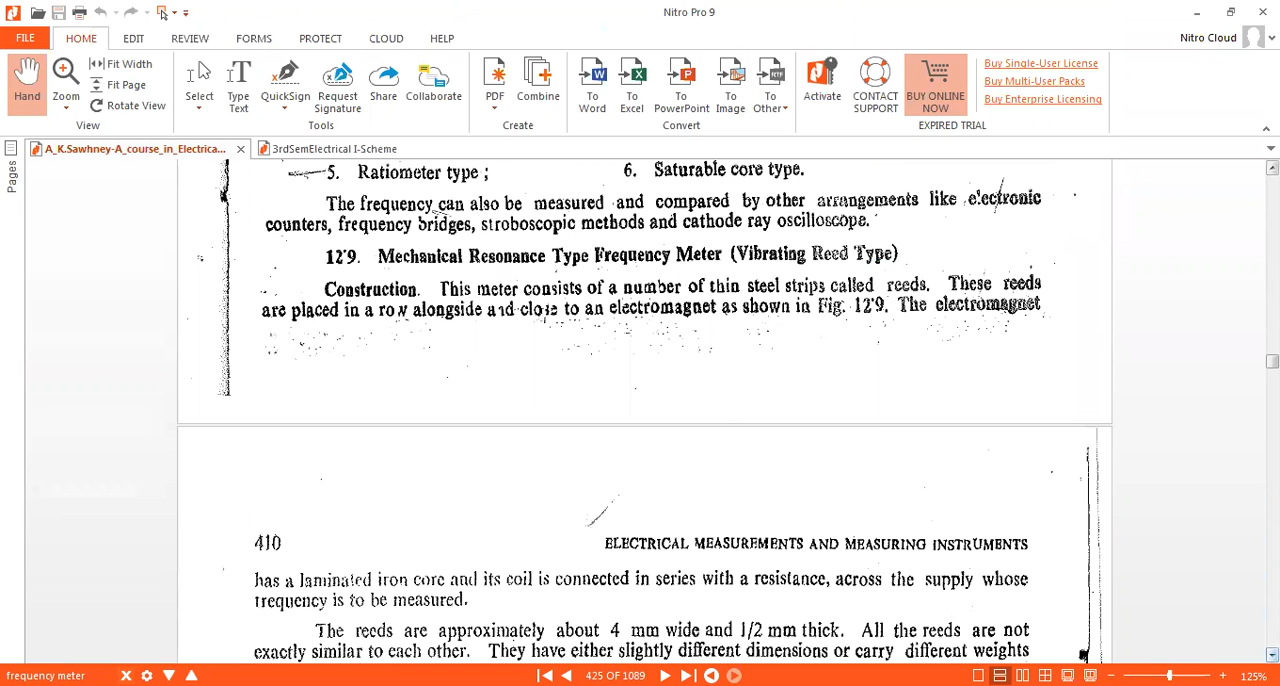 Nitro Pro 9
FILE HOME EDIT REVIEW FORMS PROTECT CLOUD HELP
Nitro Cloud
Hand Zoom Fit Width Fit Page Rotate View
View
Select Type Text QuickSign Request Signature Share Collaborate
Tools
PDF Combine
Create
To Word To Excel To PowerPoint To Image To Other
Convert
Activate CONTACT SUPPORT BUY ONLINE NOW
Buy Single-User License
Buy Multi-User Packs
Buy Enterprise Licensing
EXPIRED TRIAL
Pages
A_K.Sawhney-A_course_in_Electrica...
3rdSemElectrical I-Scheme
5. Ratiometer type ; 6. Saturable core type.
The frequency can also be measured and compared by other arrangements like electronic
counters, frequency bridges, stroboscopic methods and cathode ray oscilloscope.
12·9. Mechanical Resonance Type Frequency Meter (Vibrating Reed Type)
Construction. This meter consists of a number of thin steel strips called reeds. These reeds
are placed in a row alongside and close to an electromagnet as shown in Fig. 12·9. The electromagnet
410
ELECTRICAL MEASUREMENTS AND MEASURING INSTRUMENTS
has a laminated iron core and its coil is connected in series with a resistance, across the supply whose
frequency is to be measured.
The reeds are approximately about 4 mm wide and 1/2 mm thick. All the reeds are not
exactly similar to each other. They have either slightly different dimensions or carry different weights
frequency meter
425 OF 1089
125%